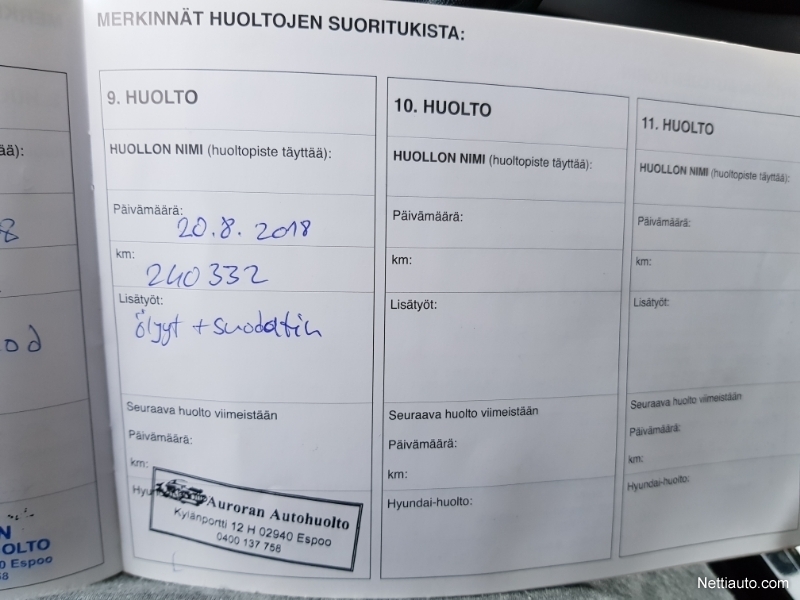 MERKINNÄT HUOLTOJEN SUORITUKISTA:
9. HUOLTO
HUOLLON NIMI (huoltopiste täyttää):
Päivämäärä:
20.8.2018
km:
240332
Lisätyöt:
öljyt + suodatin
Seuraava huolto viimeistään
Päivämäärä:
km:
Auroran Autohuolto
Kylänportti 12 H 02940 Espoo
0400 137 758
10. HUOLTO
HUOLLON NIMI (huoltopiste täyttää):
Päivämäärä:
km:
Lisätyöt:
Seuraava huolto viimeistään
Päivämäärä:
km:
Hyundai-huolto:
11. HUOLTO
HUOLLON NIMI (huoltopiste täyttää):
Päivämäärä:
km:
Lisätyöt:
Seuraava huolto viimeistään
Päivämäärä:
km:
Hyundai-huolto:
Nettiauto.com